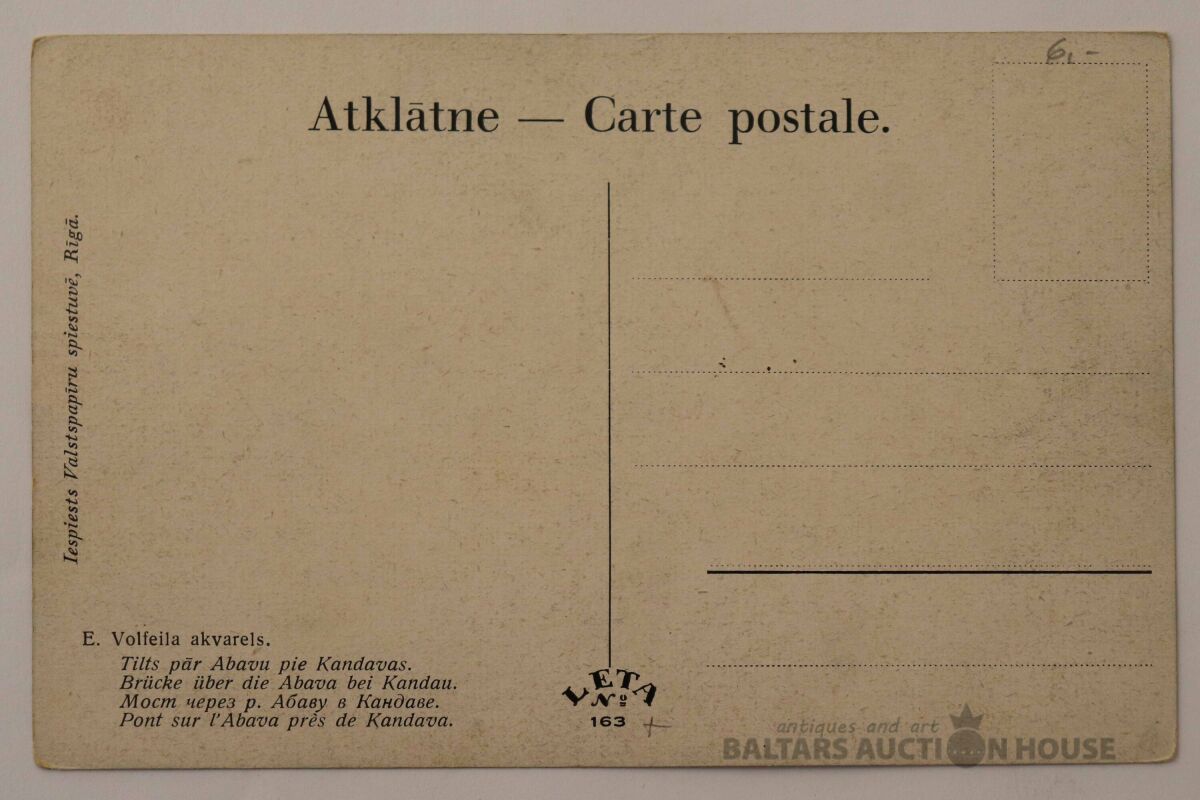 6,-
Atklātne — Carte postale.
Iespiests Valstspapīru spiestuvē, Rīgā.
E. Volfeila akvarels.
Tilts pār Abavu pie Kandavas.
Brücke über die Abava bei Kandau.
Мост через р. Абаву в Кандаве.
Pont sur l'Abava près de Kandava.
LETA
№
163 +
antiques and art
BALTARS AUCTION HOUSE